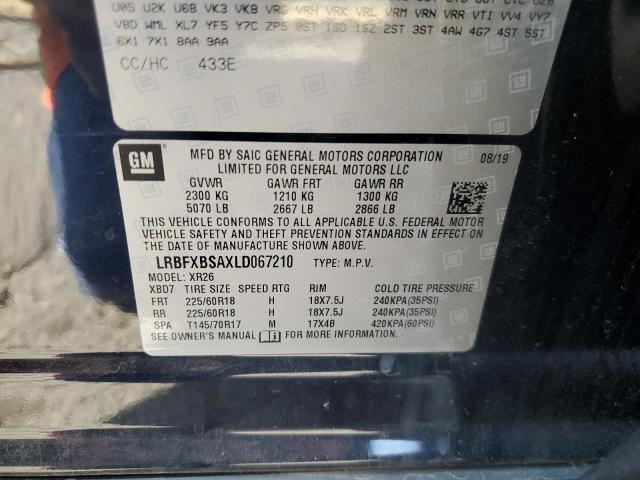 U05 U2K U68 VK3 VK8 VRG VRH VRK VRL VRM VRN VRR VTI VV4 VY7
VBD WML XL7 YF5 Y7C ZP5 0ST 1SD 1SZ 2ST 3ST 4AW 4G7 4ST 5ST
6X1 7X1 8AA 9AA
CC/HC 433E
GM
MFD BY SAIC GENERAL MOTORS CORPORATION 08/19
LIMITED FOR GENERAL MOTORS LLC
GVWR GAWR FRT GAWR RR
2300 KG 1210 KG 1300 KG
5070 LB 2667 LB 2866 LB
THIS VEHICLE CONFORMS TO ALL APPLICABLE U.S. FEDERAL MOTOR
VEHICLE SAFETY AND THEFT PREVENTION STANDARDS IN EFFECT
ON THE DATE OF MANUFACTURE SHOWN ABOVE.
LRBFXBSAXLD067210 TYPE: M.P.V.
MODEL: XR26
XBD7 TIRE SIZE SPEED RTG RIM COLD TIRE PRESSURE
FRT 225/60R18 H 18X7.5J 240KPA(35PSI)
RR 225/60R18 H 18X7.5J 240KPA(35PSI)
SPA T145/70R17 M 17X4B 420KPA(60PSI)
SEE OWNER'S MANUAL FOR MORE INFORMATION.